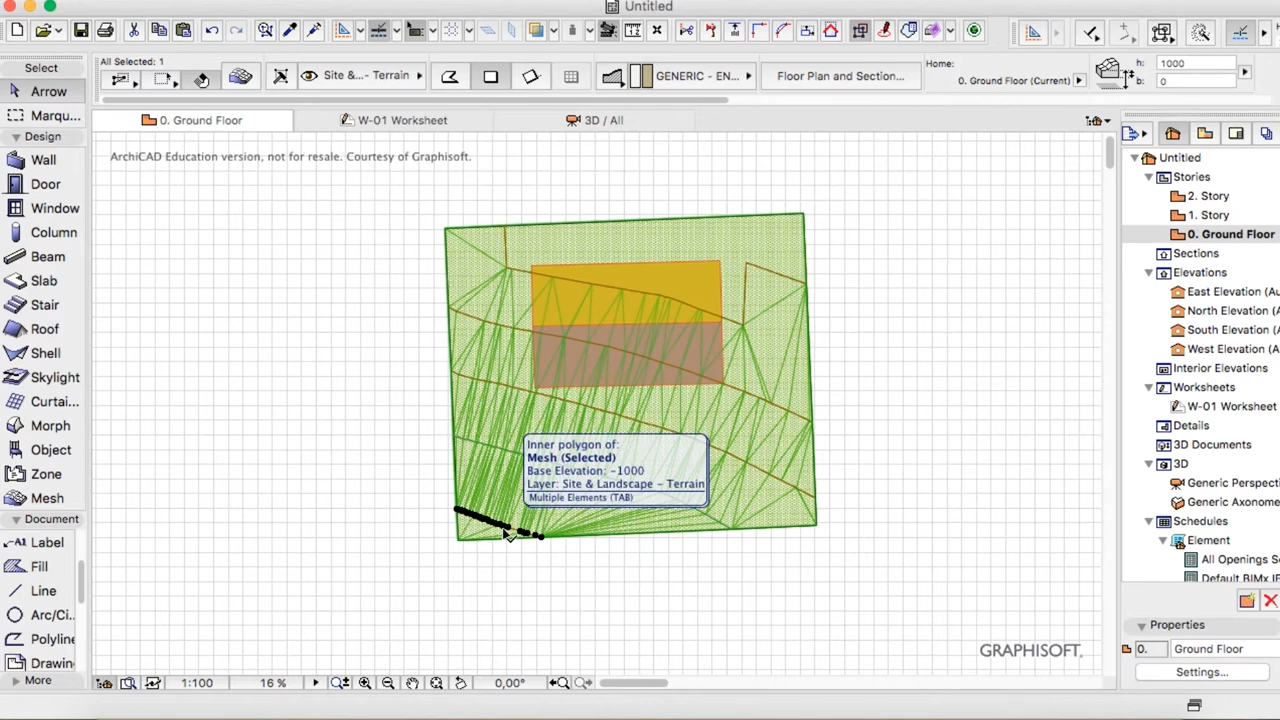 Untitled
Select
Arrow
Marqu...
Design
Wall
Door
Window
Column
Beam
Slab
Stair
Roof
Shell
Skylight
Curtai...
Morph
Object
Zone
Mesh
Document
A1 Label
Fill
Line
Arc/Ci...
Polyline
Drawin
More
All Selected: 1
Site &...- Terrain
GENERIC - EN...
Floor Plan and Section...
Home:
0. Ground Floor (Current)
h:
1000
b:
0
0. Ground Floor
W-01 Worksheet
3D / All
ArchiCAD Education version, not for resale. Courtesy of Graphisoft.
Inner polygon of:
Mesh (Selected)
Base Elevation: -1000
Layer: Site & Landscape - Terrain
Multiple Elements (TAB)
GRAPHISOFT.
1:100
16 %
0,00°
Untitled
Stories
2. Story
1. Story
0. Ground Floor
Sections
Elevations
East Elevation (Au
North Elevation (A
South Elevation (A
West Elevation (A
Interior Elevations
Worksheets
W-01 Worksheet
Details
3D Documents
3D
Generic Perspect
Generic Axonome
Schedules
Element
All Openings S
Default BIMx IF
Properties
0.
Ground Floor
Settings...